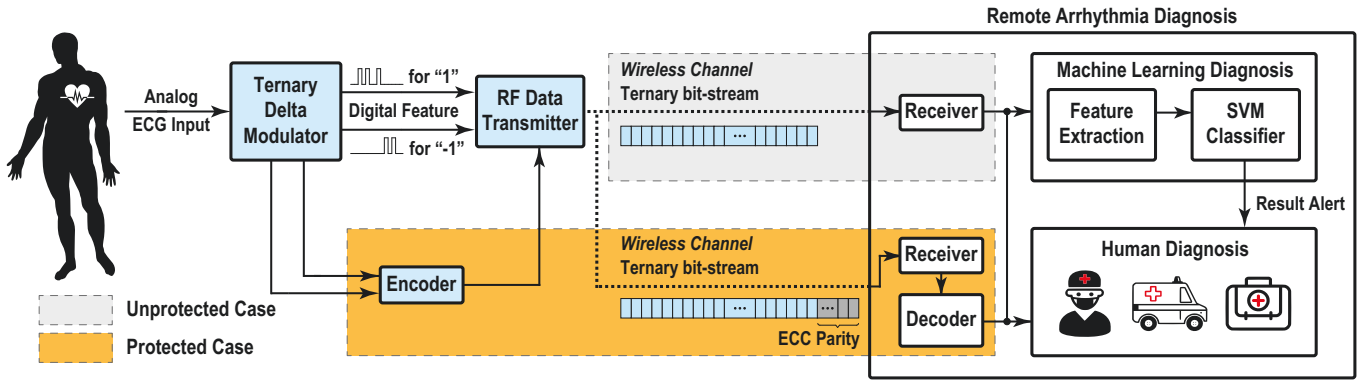 Remote Arrhythmia Diagnosis
Analog
ECG Input
Ternary
Delta
Modulator
for “1”
Digital Feature
for “-1”
RF Data
Transmitter
Wireless Channel
Ternary bit-stream
...
Receiver
Machine Learning Diagnosis
Feature
Extraction
SVM
Classifier
Result Alert
Encoder
Wireless Channel
Ternary bit-stream
...
...
ECC Parity
Receiver
Decoder
Human Diagnosis
Unprotected Case
Protected Case